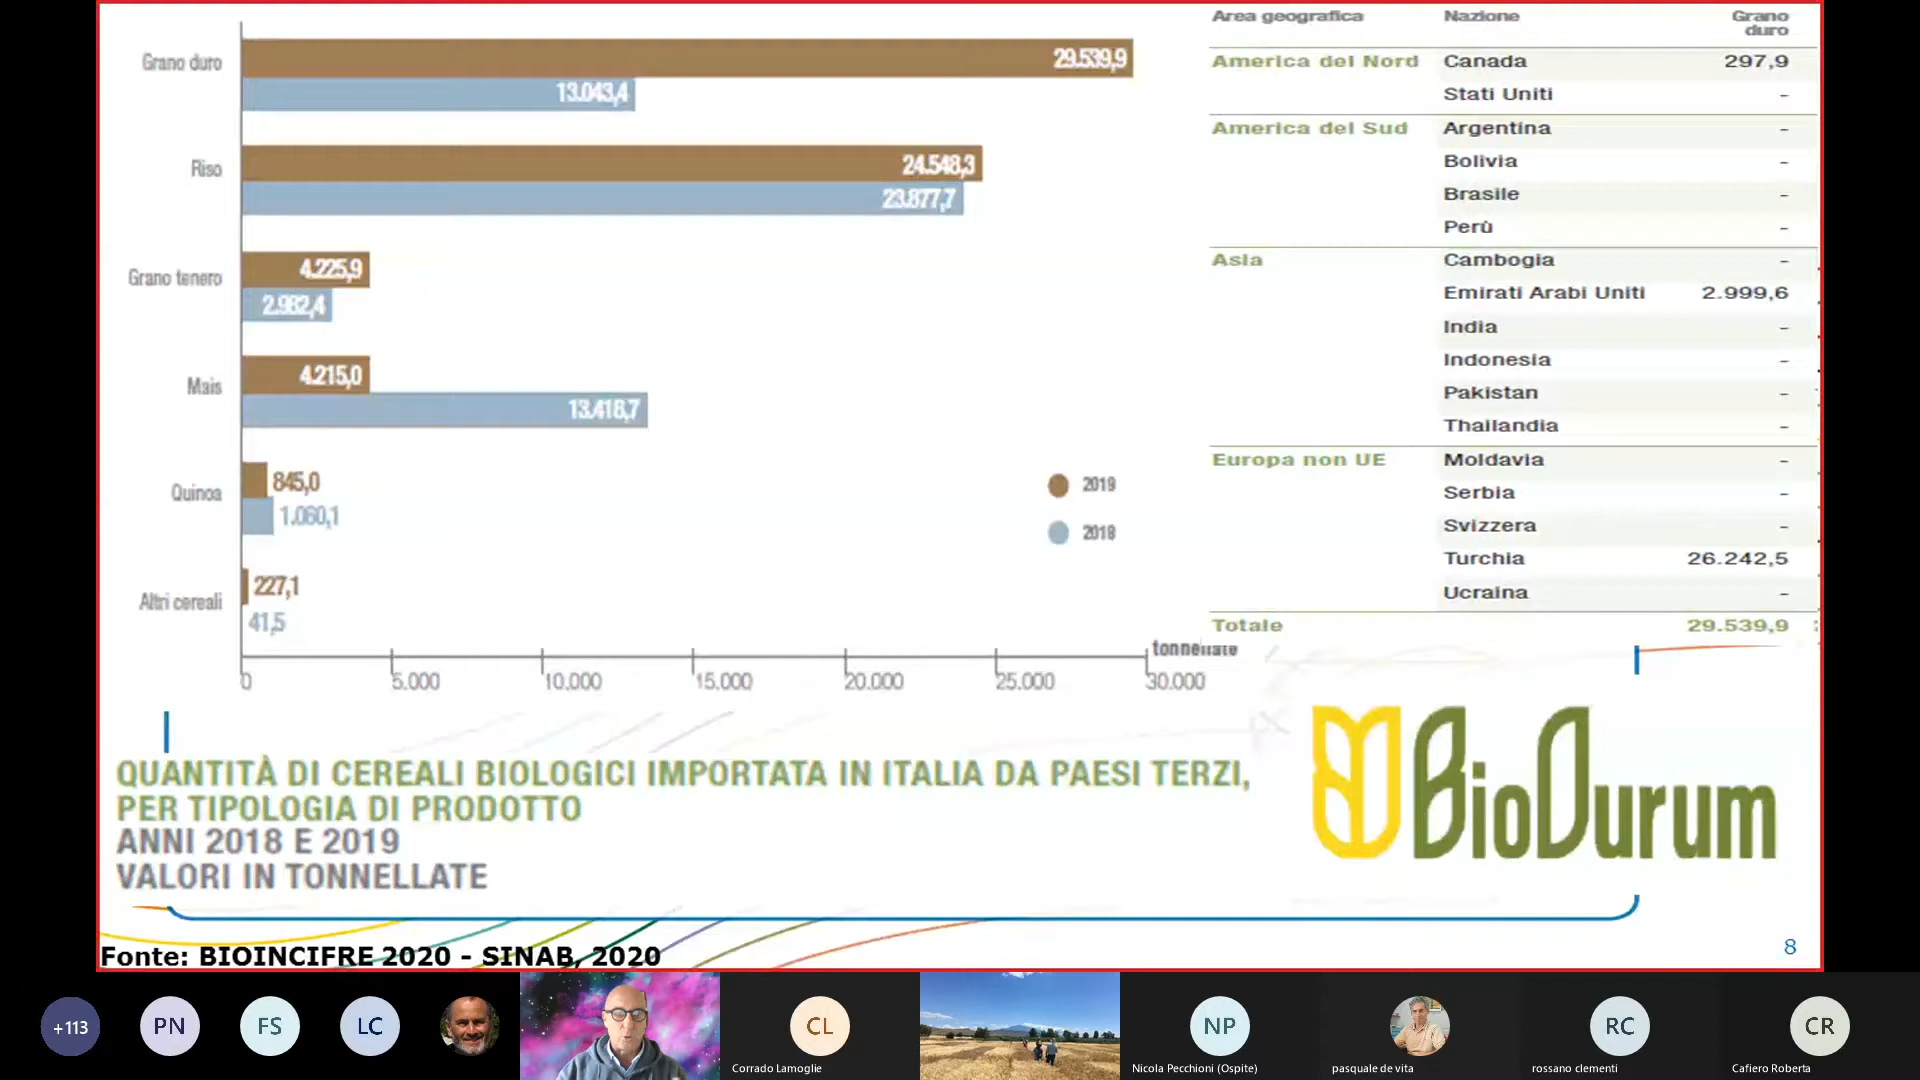 Grano duro
29.539,9
13.043,4
Riso
24.548,3
23.877,7
Grano tenero
4.225,9
2.982,4
Mais
4.215,0
13.418,7
Quinoa
845,0
1.060,1
Altri cereali
227,1
41,5
2019
2018
tonnellate
0 5.000 10.000 15.000 20.000 25.000 30.000
Area geografica Nazione Grano duro
America del Nord Canada 297,9
Stati Uniti -
America del Sud Argentina -
Bolivia -
Brasile -
Perù -
Asia Cambogia -
Emirati Arabi Uniti 2.999,6
India -
Indonesia -
Pakistan -
Thailandia -
Europa non UE Moldavia -
Serbia -
Svizzera -
Turchia 26.242,5
Ucraina -
Totale 29.539,9
QUANTITÀ DI CEREALI BIOLOGICI IMPORTATA IN ITALIA DA PAESI TERZI,
PER TIPOLOGIA DI PRODOTTO
ANNI 2018 E 2019
VALORI IN TONNELLATE
BioDurum
Fonte: BIOINCIFRE 2020 - SINAB, 2020
8
+113
PN
FS
LC
CL
Corrado Lamoglie
NP
Nicola Pecchioni (Ospite)
pasquale de vita
RC
rossano clementi
CR
Cafiero Roberta